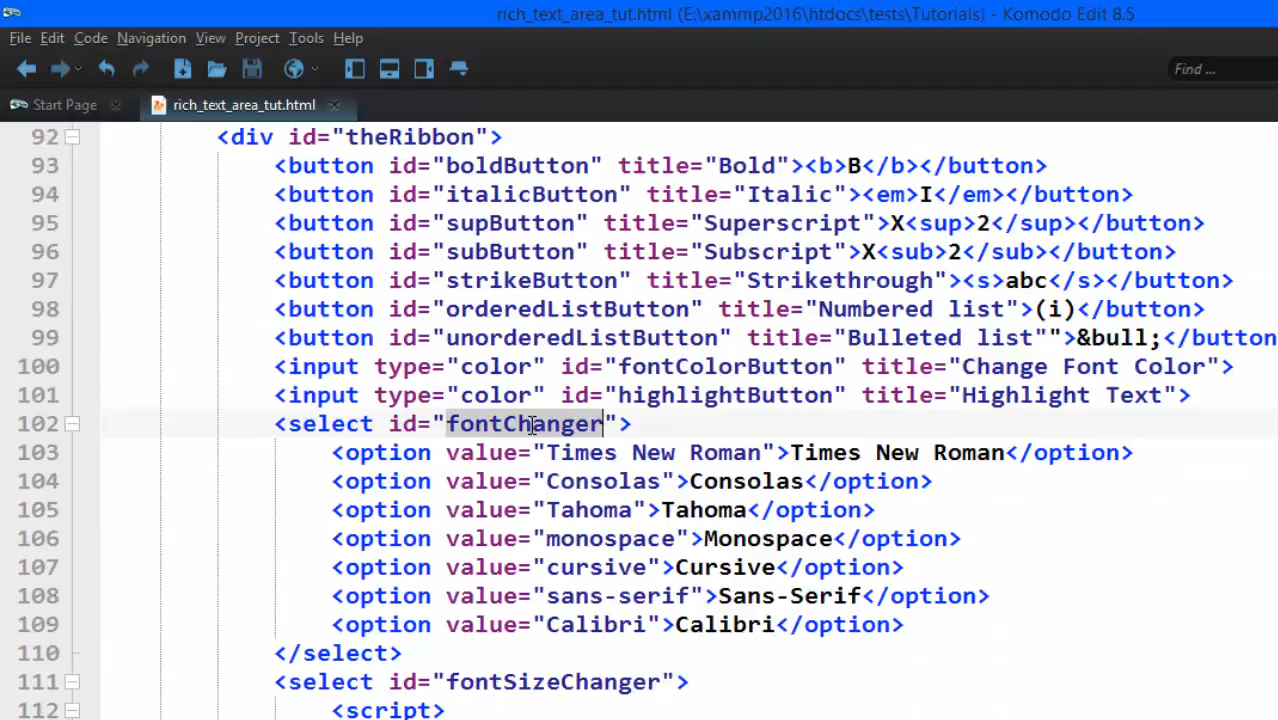 rich_text_area_tut.html (E:\xammp2016\htdocs\tests\Tutorials) - Komodo Edit 8.5
File Edit Code Navigation View Project Tools Help
Find ...
Start Page rich_text_area_tut.html
92 <div id="theRibbon">
93 <button id="boldButton" title="Bold"><b>B</b></button>
94 <button id="italicButton" title="Italic"><em>I</em></button>
95 <button id="supButton" title="Superscript">X<sup>2</sup></button>
96 <button id="subButton" title="Subscript">X<sub>2</sub></button>
97 <button id="strikeButton" title="Strikethrough"><s>abc</s></button>
98 <button id="orderedListButton" title="Numbered list">(i)</button>
99 <button id="unorderedListButton" title="Bulleted list"">&bull;</button
100 <input type="color" id="fontColorButton" title="Change Font Color">
101 <input type="color" id="highlightButton" title="Highlight Text">
102 <select id="fontChanger">
103 <option value="Times New Roman">Times New Roman</option>
104 <option value="Consolas">Consolas</option>
105 <option value="Tahoma">Tahoma</option>
106 <option value="monospace">Monospace</option>
107 <option value="cursive">Cursive</option>
108 <option value="sans-serif">Sans-Serif</option>
109 <option value="Calibri">Calibri</option>
110 </select>
111 <select id="fontSizeChanger">
112 <script>